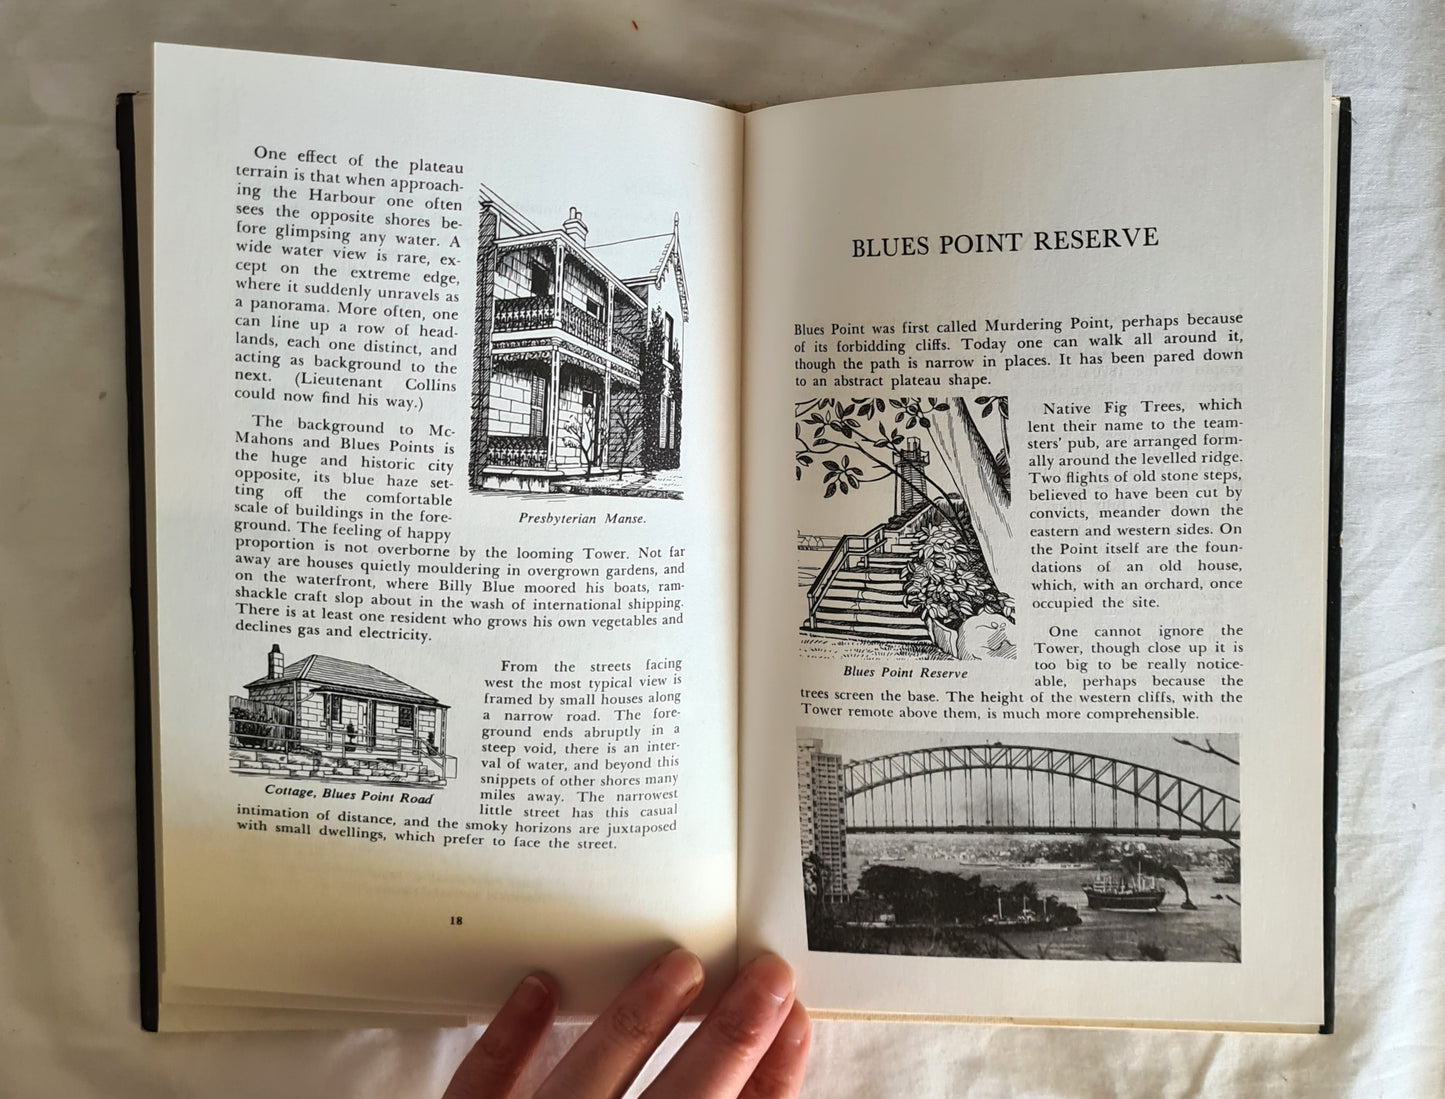 One effect of the plateau
terrain is that when approach-
ing the Harbour one often
sees the opposite shores be-
fore glimpsing any water. A
wide water view is rare, ex-
cept on the extreme edge,
where it suddenly unravels as
a panorama. More often, one
can line up a row of head-
lands, each one distinct, and
acting as background to the
next. (Lieutenant Collins
could now find his way.)
The background to Mc-
Mahons and Blues Points is
the huge and historic city
opposite, its blue haze set-
ting off the comfortable
scale of buildings in the fore-
ground. The feeling of happy
Presbyterian Manse.
proportion is not overborne by the looming Tower. Not far
away are houses quietly mouldering in overgrown gardens, and
on the waterfront, where Billy Blue moored his boats, ram-
shackle craft slop about in the wash of international shipping.
There is at least one resident who grows his own vegetables and
declines gas and electricity.
Cottage, Blues Point Road
From the streets facing
west the most typical view is
framed by small houses along
a narrow road. The fore-
ground ends abruptly in a
steep void, there is an inter-
val of water, and beyond this
snippets of other shores many
miles away. The narrowest
little street has this casual
intimation of distance, and the smoky horizons are juxtaposed
with small dwellings, which prefer to face the street.
18
BLUES POINT RESERVE
Blues Point was first called Murdering Point, perhaps because
of its forbidding cliffs. Today one can walk all around it,
though the path is narrow in places. It has been pared down
to an abstract plateau shape.
Native Fig Trees, which
lent their name to the team-
sters' pub, are arranged form-
ally around the levelled ridge.
Two flights of old stone steps,
believed to have been cut by
convicts, meander down the
eastern and western sides. On
the Point itself are the foun-
dations of an old house,
which, with an orchard, once
occupied the site.
Blues Point Reserve
One cannot ignore the
Tower, though close up it is
too big to be really notice-
able, perhaps because the
trees screen the base. The height of the western cliffs, with the
Tower remote above them, is much more comprehensible.